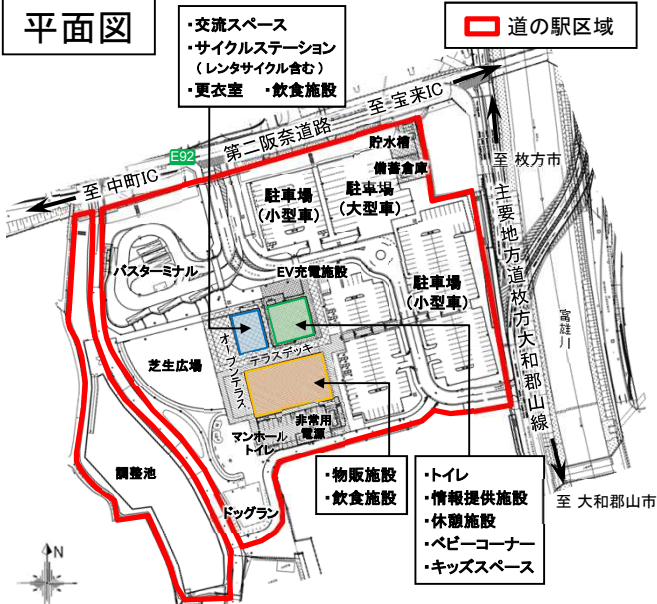 平面図
・交流スペース
・サイクルステーション
（レンタサイクル含む）
・更衣室 ・飲食施設
道の駅区域
至 宝来IC
第二阪奈道路
E92
至 中町IC
貯水槽
備蓄倉庫
至 枚方市
駐車場
（小型車）
駐車場
（大型車）
主要地方道枚方大和郡山線
バスターミナル
EV充電施設
駐車場
（小型車）
富雄川
オープンテラス
テラスデッキ
芝生広場
非常用
電源
マンホール
トイレ
調整池
ドッグラン
・物販施設
・飲食施設
・トイレ
・情報提供施設
・休憩施設
・ベビーコーナー
・キッズスペース
至 大和郡山市
N